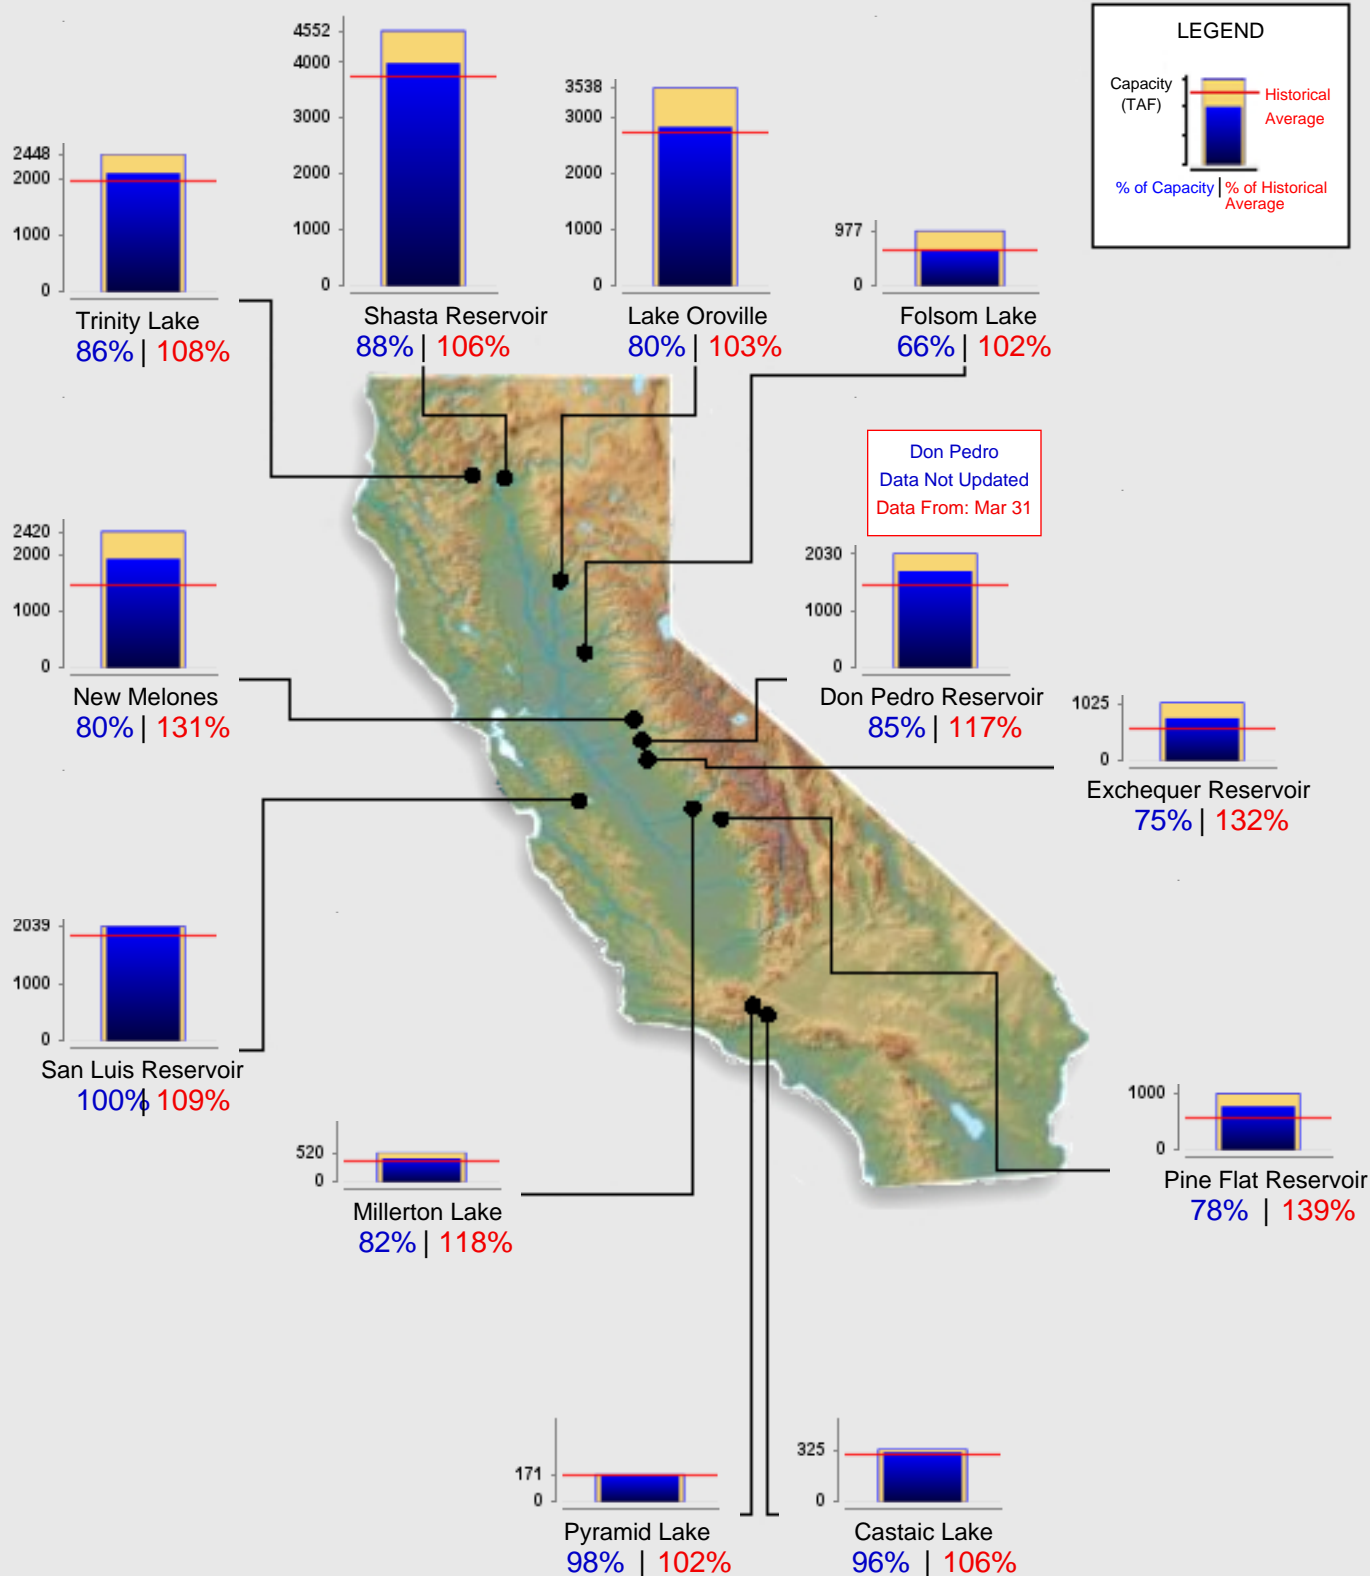 LEGEND
Capacity
(TAF)
Historical
Average
% of Capacity | % of Historical
Average
4552
4000
3000
2000
1000
0
Shasta Reservoir
88% | 106%
3538
3000
2000
1000
0
Lake Oroville
80% | 103%
977
0
Folsom Lake
66% | 102%
2448
2000
1000
0
Trinity Lake
86% | 108%
Don Pedro
Data Not Updated
Data From: Mar 31
2420
2000
1000
0
New Melones
80% | 131%
2030
1000
0
Don Pedro Reservoir
85% | 117%
1025
0
Exchequer Reservoir
75% | 132%
2039
1000
0
San Luis Reservoir
100% | 109%
520
0
Millerton Lake
82% | 118%
1000
0
Pine Flat Reservoir
78% | 139%
171
0
Pyramid Lake
98% | 102%
325
0
Castaic Lake
96% | 106%